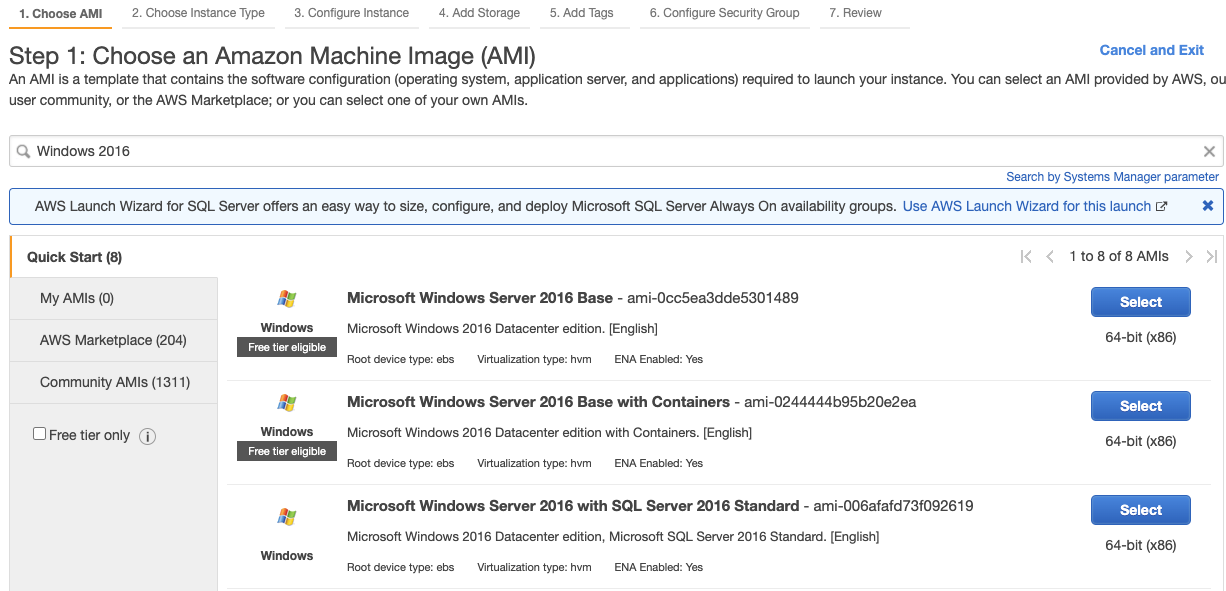 1. Choose AMI 2. Choose Instance Type 3. Configure Instance 4. Add Storage 5. Add Tags 6. Configure Security Group 7. Review
Step 1: Choose an Amazon Machine Image (AMI)
Cancel and Exit
An AMI is a template that contains the software configuration (operating system, application server, and applications) required to launch your instance. You can select an AMI provided by AWS, ou
user community, or the AWS Marketplace; or you can select one of your own AMIs.
Windows 2016
Search by Systems Manager parameter
AWS Launch Wizard for SQL Server offers an easy way to size, configure, and deploy Microsoft SQL Server Always On availability groups. Use AWS Launch Wizard for this launch
Quick Start (8)
1 to 8 of 8 AMIs
My AMIs (0)
AWS Marketplace (204)
Community AMIs (1311)
Free tier only
Windows
Free tier eligible
Microsoft Windows Server 2016 Base - ami-0cc5ea3dde5301489
Microsoft Windows 2016 Datacenter edition. [English]
Root device type: ebs Virtualization type: hvm ENA Enabled: Yes
Select
64-bit (x86)
Windows
Free tier eligible
Microsoft Windows Server 2016 Base with Containers - ami-0244444b95b20e2ea
Microsoft Windows 2016 Datacenter edition with Containers. [English]
Root device type: ebs Virtualization type: hvm ENA Enabled: Yes
Select
64-bit (x86)
Windows
Microsoft Windows Server 2016 with SQL Server 2016 Standard - ami-006afafd73f092619
Microsoft Windows 2016 Datacenter edition, Microsoft SQL Server 2016 Standard. [English]
Root device type: ebs Virtualization type: hvm ENA Enabled: Yes
Select
64-bit (x86)